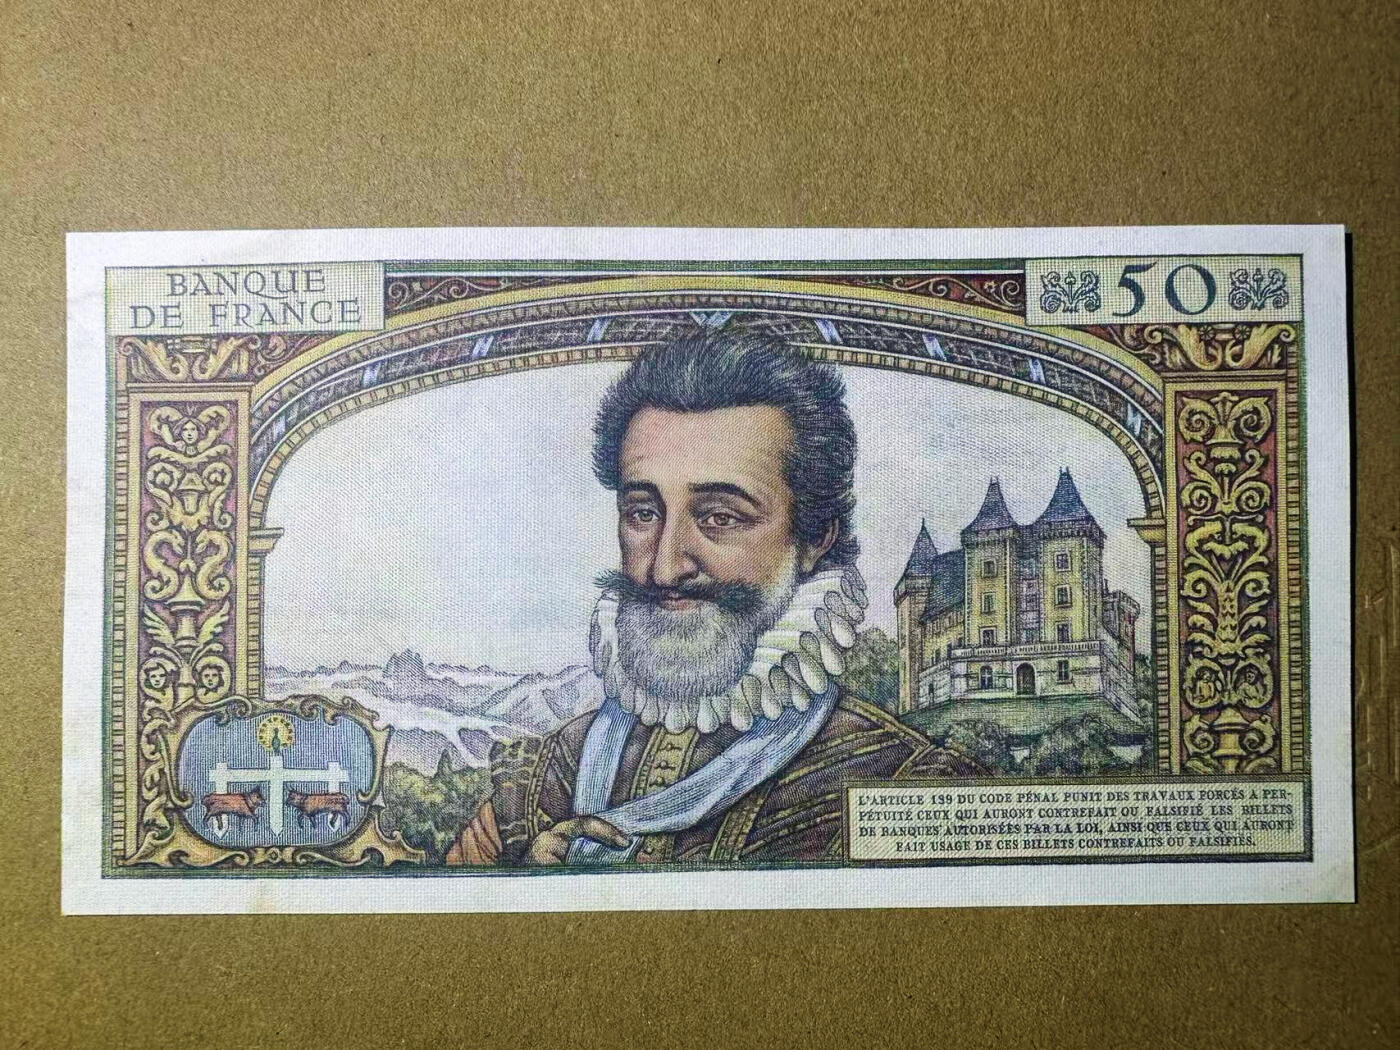 BANQUE
DE FRANCE
50
L'ARTICLE 139 DU CODE PÉNAL PUNIT DES TRAVAUX FORCÉS A PER-
PÉTUITÉ CEUX QUI AURONT CONTREFAIT OU FALSIFIÉ LES BILLETS
DE BANQUES AUTORISÉES PAR LA LOI, AINSI QUE CEUX QUI AURONT
FAIT USAGE DE CES BILLETS CONTREFAITS OU FALSIFIÉS.